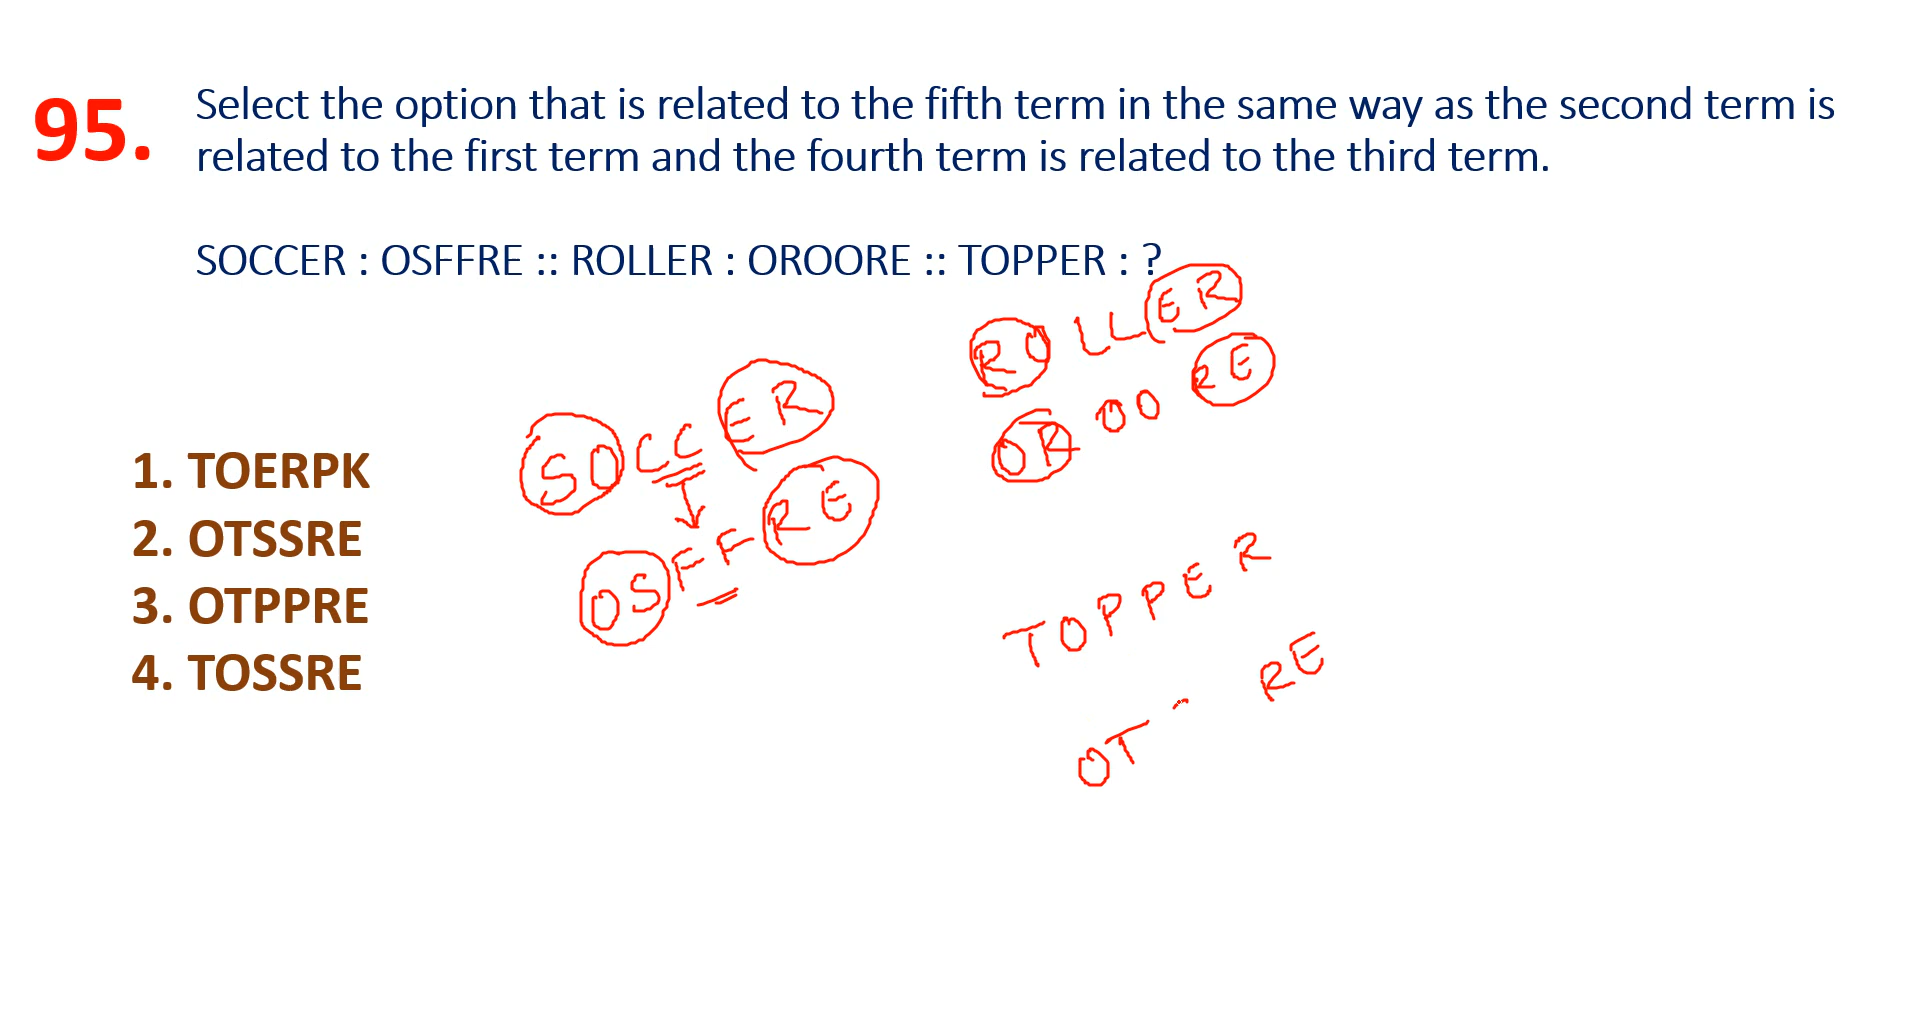 95.
Select the option that is related to the fifth term in the same way as the second term is
related to the first term and the fourth term is related to the third term.
SOCCER : OSFFRE :: ROLLER : OROORE :: TOPPER : ?
ROLLER
OROORE
SOCCER
OSFFRE
1. TOERPK
2. OTSSRE
3. OTPPRE
4. TOSSRE
TOPPER
OT RE